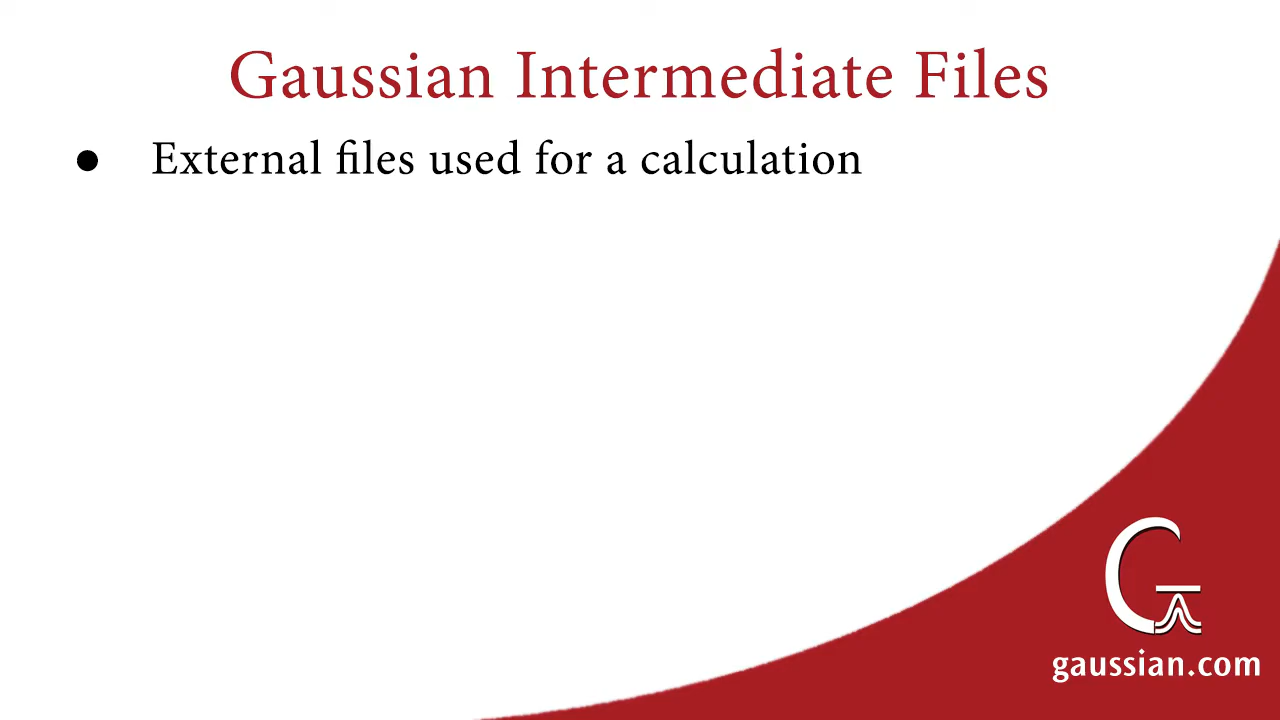 Gaussian Intermediate Files
● External files used for a calculation
G
gaussian.com